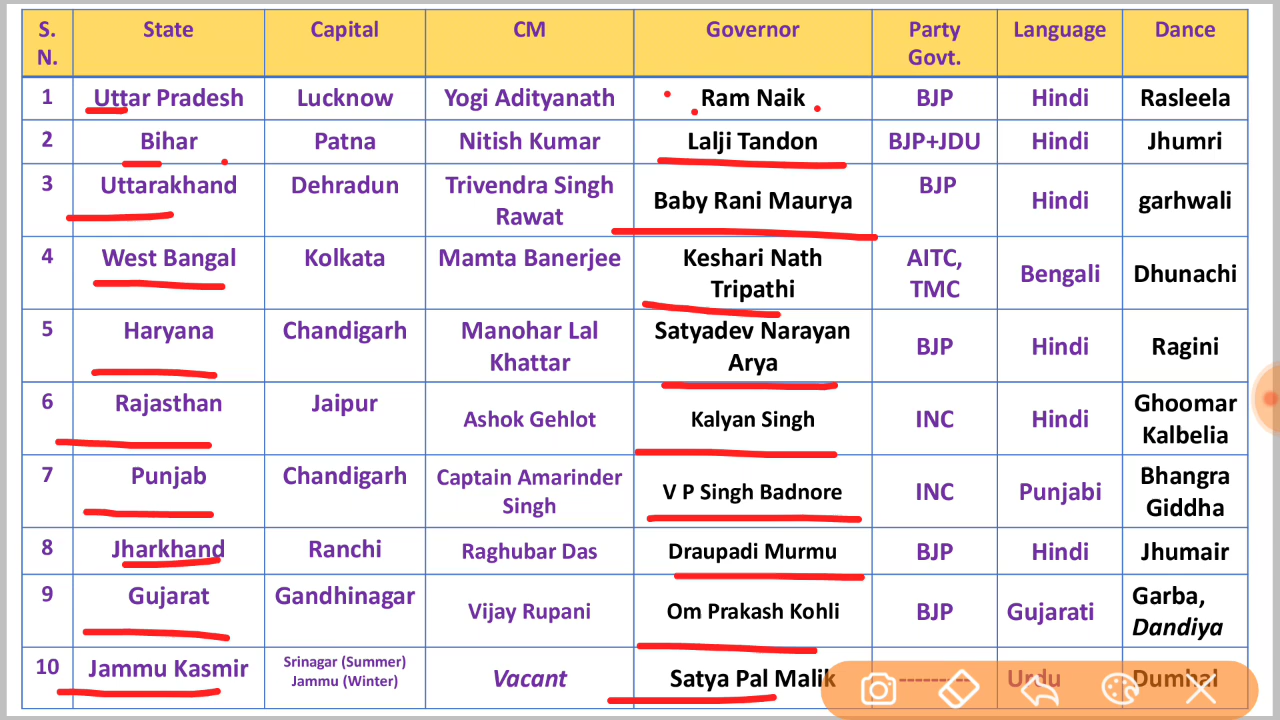 S. N. State Capital CM Governor Party Govt. Language Dance
1 Uttar Pradesh Lucknow Yogi Adityanath Ram Naik BJP Hindi Rasleela
2 Bihar Patna Nitish Kumar Lalji Tandon BJP+JDU Hindi Jhumri
3 Uttarakhand Dehradun Trivendra Singh Rawat Baby Rani Maurya BJP Hindi garhwali
4 West Bangal Kolkata Mamta Banerjee Keshari Nath Tripathi AITC, TMC Bengali Dhunachi
5 Haryana Chandigarh Manohar Lal Khattar Satyadev Narayan Arya BJP Hindi Ragini
6 Rajasthan Jaipur Ashok Gehlot Kalyan Singh INC Hindi Ghoomar Kalbelia
7 Punjab Chandigarh Captain Amarinder Singh V P Singh Badnore INC Punjabi Bhangra Giddha
8 Jharkhand Ranchi Raghubar Das Draupadi Murmu BJP Hindi Jhumair
9 Gujarat Gandhinagar Vijay Rupani Om Prakash Kohli BJP Gujarati Garba, Dandiya
10 Jammu Kasmir Srinagar (Summer) Jammu (Winter) Vacant Satya Pal Malik --------- Urdu Dumhal